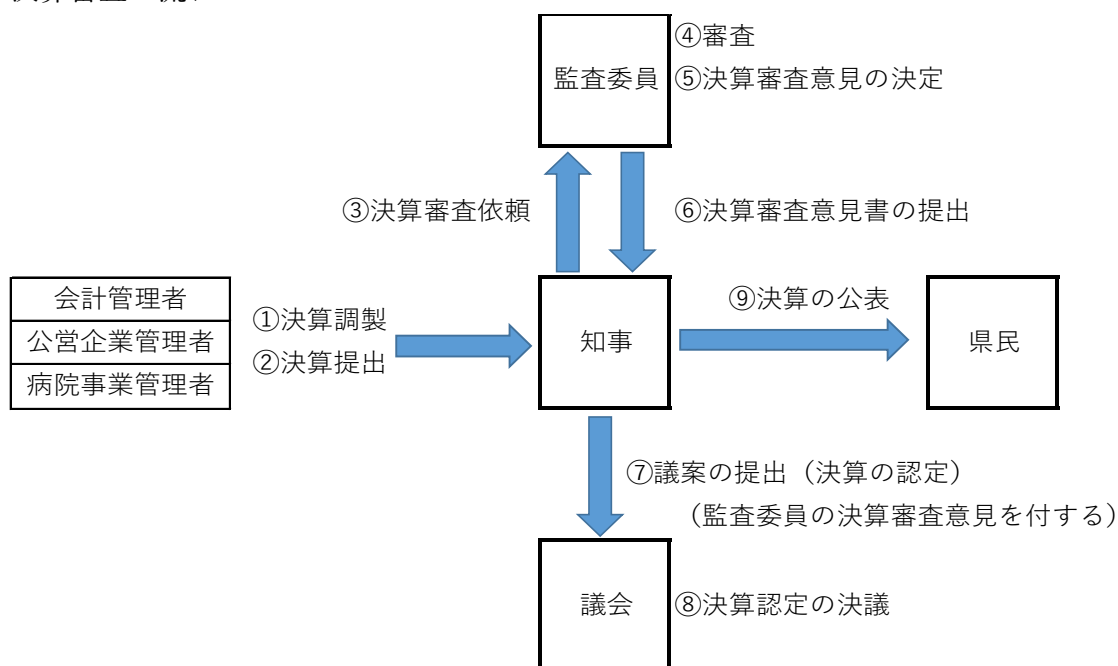 ④審査
監査委員
⑤決算審査意見の決定
③決算審査依頼
⑥決算審査意見書の提出
会計管理者
公営企業管理者
病院事業管理者
①決算調製
②決算提出
知事
⑨決算の公表
県民
⑦議案の提出（決算の認定）
（監査委員の決算審査意見を付する）
議会
⑧決算認定の決議